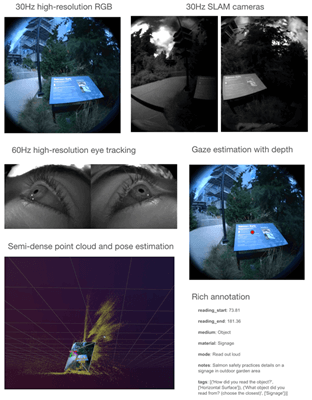 30Hz high-resolution RGB
30Hz SLAM cameras
60Hz high-resolution eye tracking
Gaze estimation with depth
Semi-dense point cloud and pose estimation
Rich annotation
reading_start: 73.81
reading_end: 181.36
medium: Object
material: Signage
mode: Read out loud
notes: Salmon safely practices details on a
signage in outdoor garden area
tags: [['How did you read the object?',
['Horizontal Surface']], ['What object did you
read from? (choose the closest)', ['Signage']]]